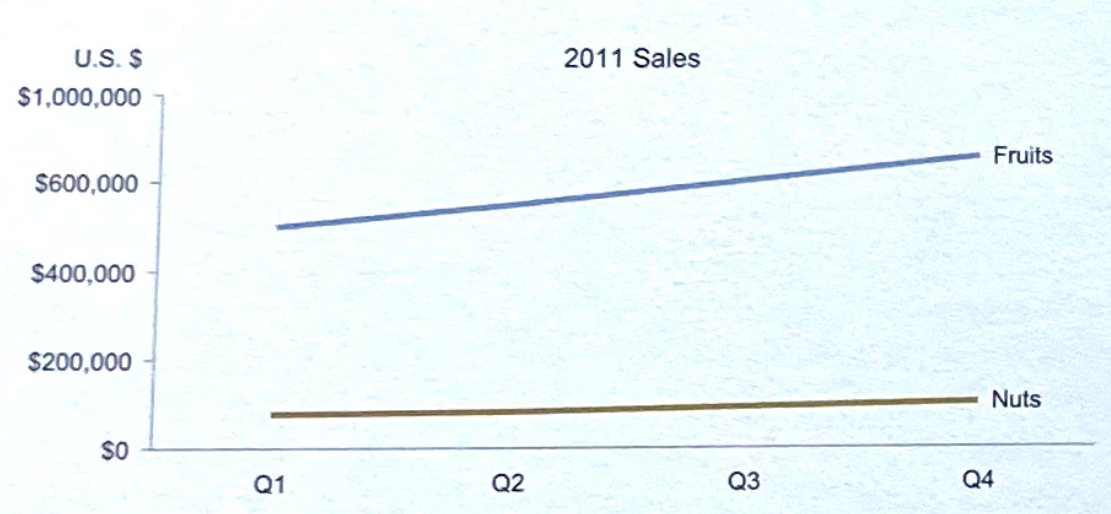 U.S. $
2011 Sales
$1,000,000
$600,000
$400,000
$200,000
$0
Fruits
Nuts
Q1 Q2 Q3 Q4